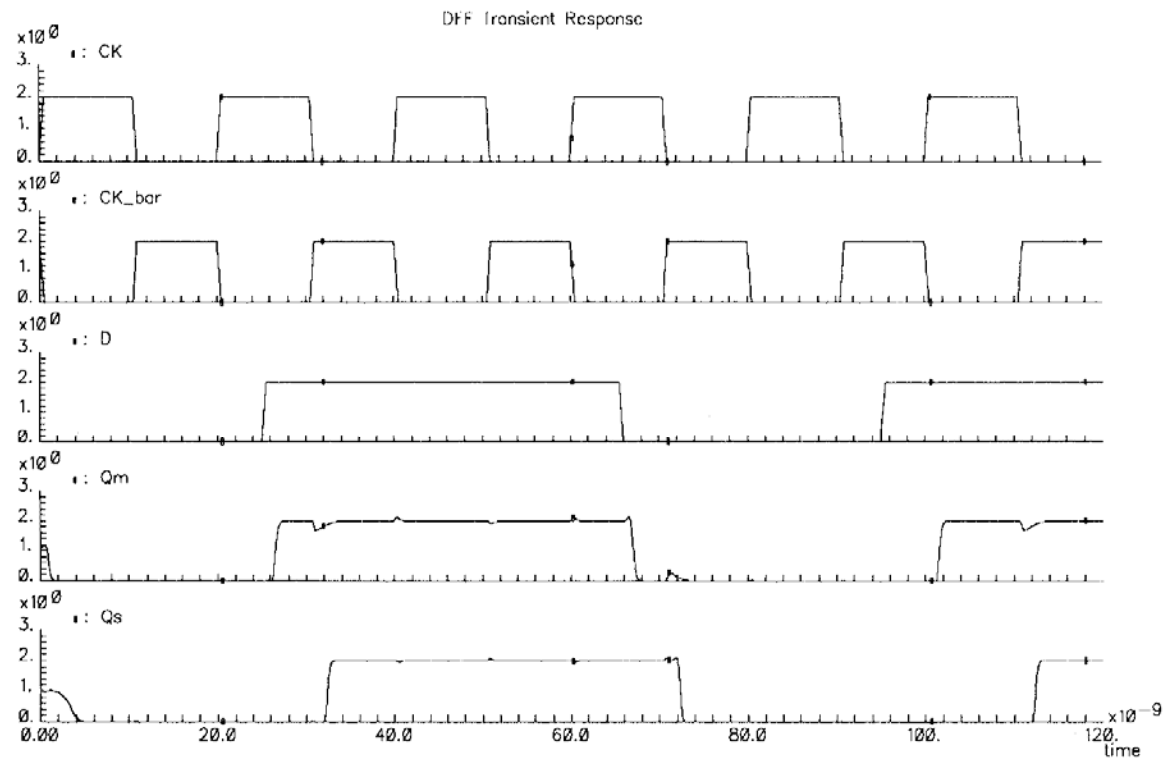 DFF Transient Response
x10 0
: CK
3.
2.
1.
0.
x10 0
: CK_bar
3.
2.
1.
0.
x10 0
: D
3.
2.
1.
0.
x10 0
: Qm
3.
2.
1.
0.
x10 0
: Qs
3.
2.
1.
0.
0.00 20.0 40.0 60.0 80.0 100. 120.
x10 -9
time